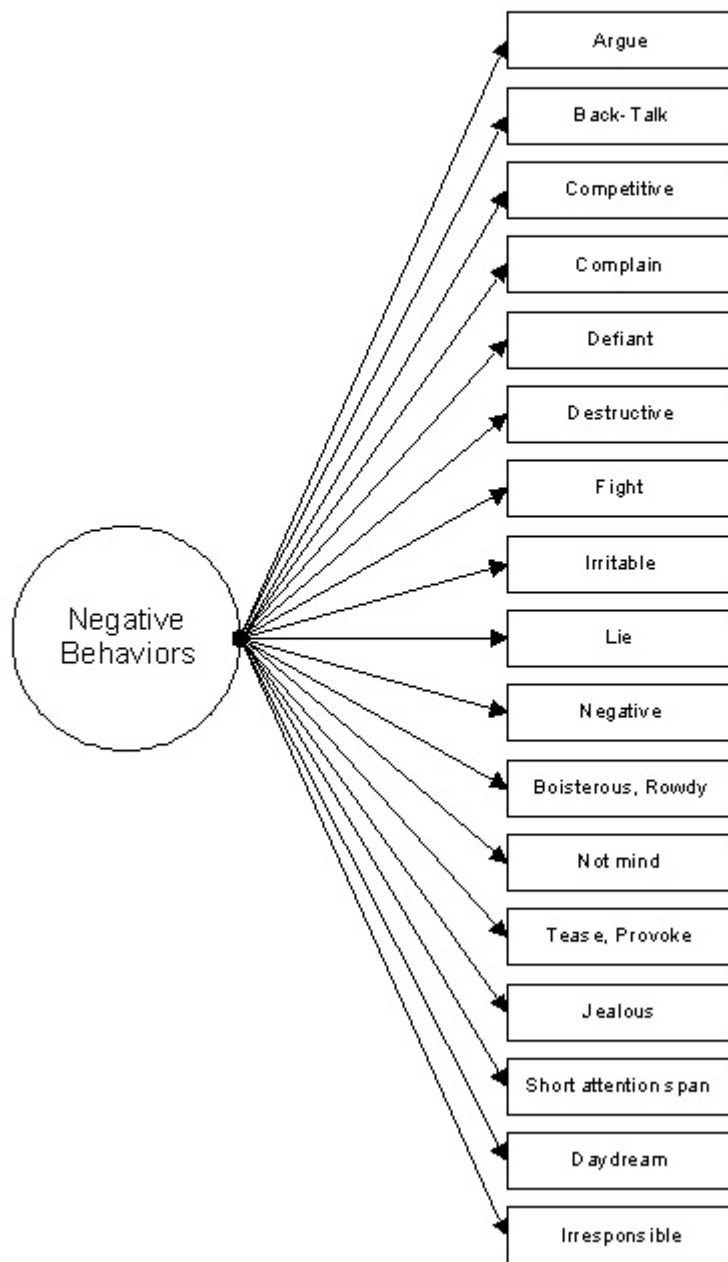 Argue
Back-Talk
Competitive
Complain
Defiant
Destructive
Fight
Irritable
Negative
Behaviors
Lie
Negative
Boisterous, Rowdy
Not mind
Tease, Provoke
Jealous
Short attention span
Daydream
Irresponsible